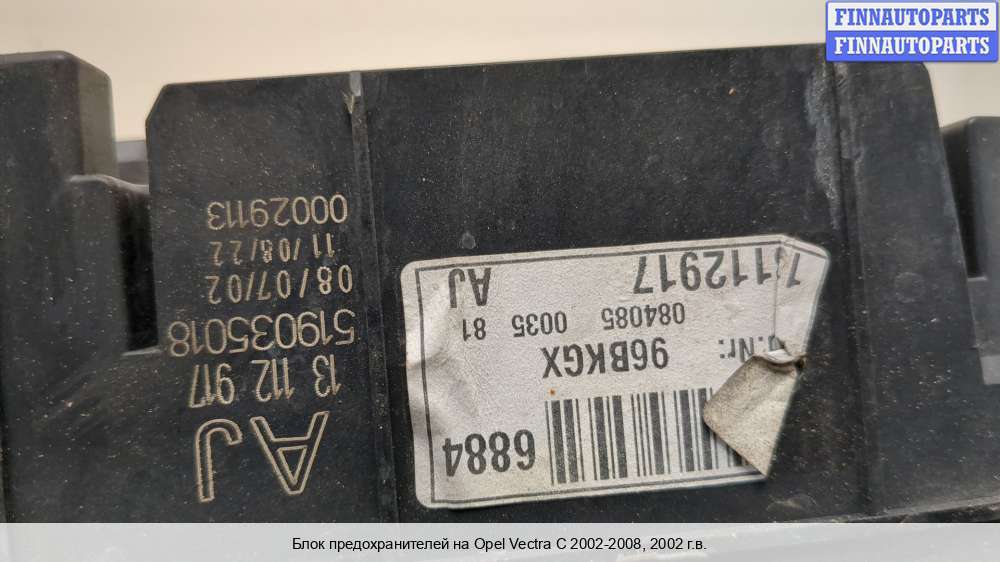 FINNAUTOPARTS
FINNAUTOPARTS
AJ
13 112 917
519035018
08/07/02
11/08/22
00029113
6884
96BKGX
084085 0035 81
13112917 AJ
Блок предохранителей на Opel Vectra C 2002-2008, 2002 г.в.